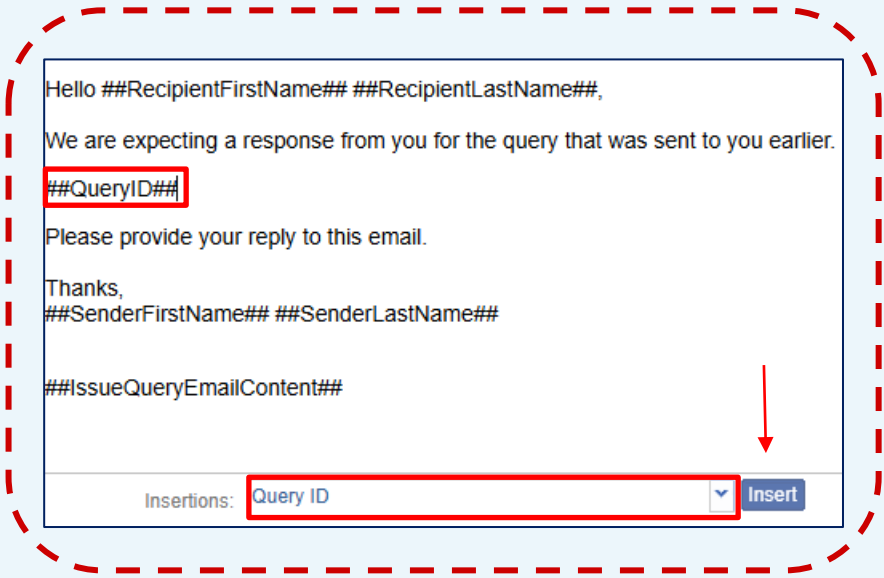 Hello ##RecipientFirstName## ##RecipientLastName##,
We are expecting a response from you for the query that was sent to you earlier.
##QueryID##
Please provide your reply to this email.
Thanks,
##SenderFirstName## ##SenderLastName##
##IssueQueryEmailContent##
Insertions: Query ID Insert